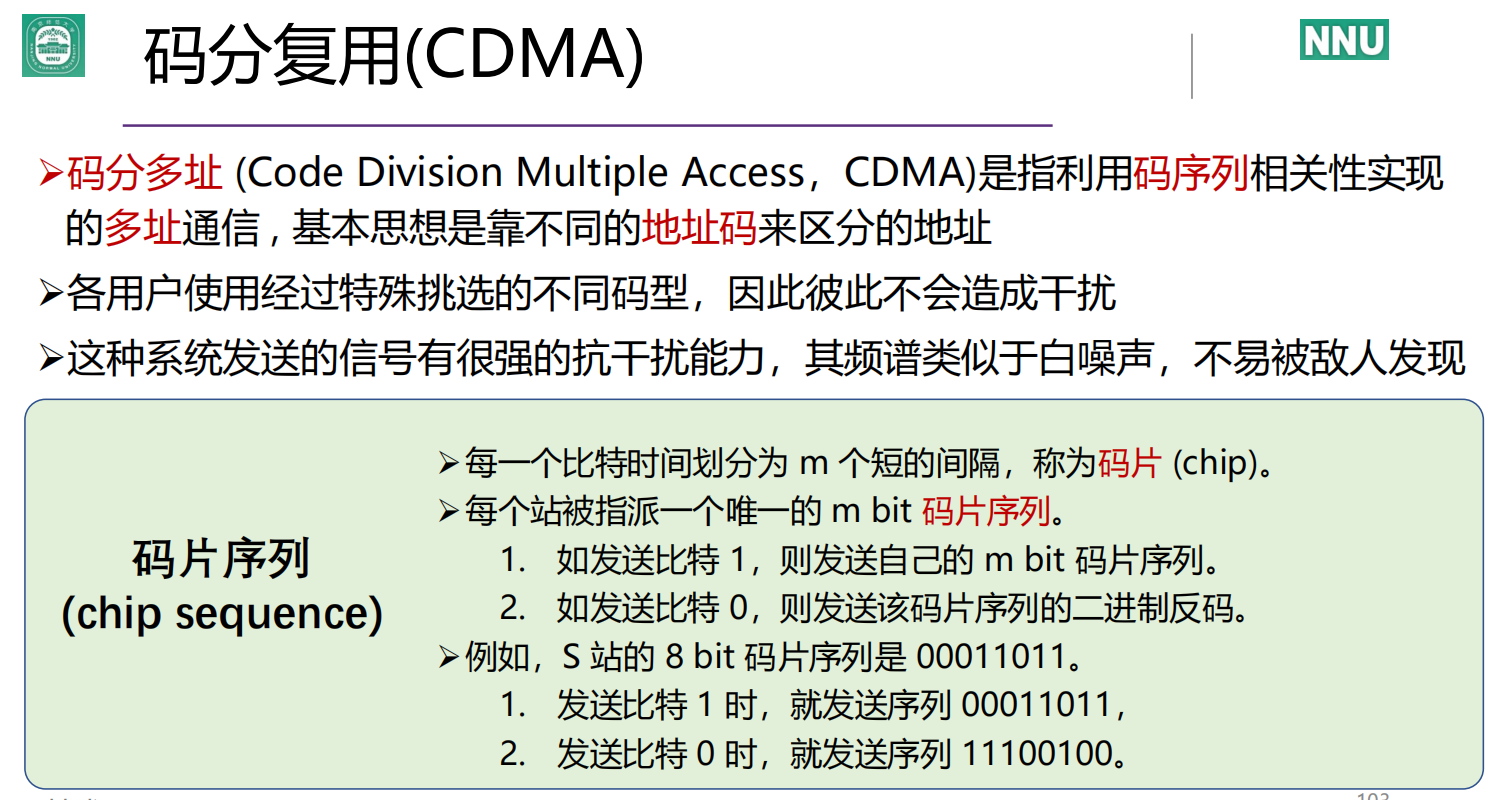 码分复用(CDMA)
NNU
NNU
➢码分多址 (Code Division Multiple Access，CDMA)是指利用码序列相关性实现
的多址通信 , 基本思想是靠不同的地址码来区分的地址
➢各用户使用经过特殊挑选的不同码型，因此彼此不会造成干扰
➢这种系统发送的信号有很强的抗干扰能力，其频谱类似于白噪声，不易被敌人发现
码片序列
(chip sequence)
➢每一个比特时间划分为 m 个短的间隔，称为码片 (chip)。
➢每个站被指派一个唯一的 m bit 码片序列。
1. 如发送比特 1，则发送自己的 m bit 码片序列。
2. 如发送比特 0，则发送该码片序列的二进制反码。
➢例如，S 站的 8 bit 码片序列是 00011011。
1. 发送比特 1 时，就发送序列 00011011，
2. 发送比特 0 时，就发送序列 11100100。
103